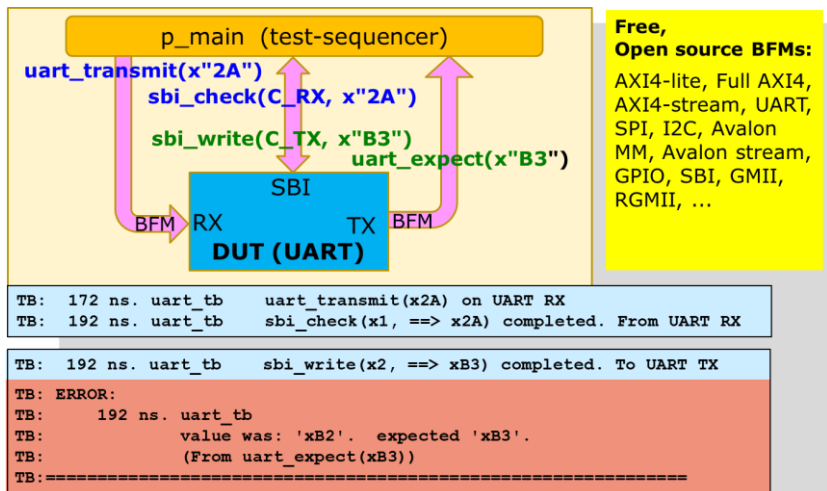 p_main (test-sequencer)
uart_transmit(x"2A")
sbi_check(C_RX, x"2A")
sbi_write(C_TX, x"B3")
uart_expect(x"B3")
SBI
BFM
RX
TX
BFM
DUT (UART)
Free,
Open source BFMs:
AXI4-lite, Full AXI4,
AXI4-stream, UART,
SPI, I2C, Avalon
MM, Avalon stream,
GPIO, SBI, GMII,
RGMII, ...
TB: 172 ns. uart_tb uart_transmit(x2A) on UART RX
TB: 192 ns. uart_tb sbi_check(x1, ==> x2A) completed. From UART RX
TB: 192 ns. uart_tb sbi_write(x2, ==> xB3) completed. To UART TX
TB: ERROR:
TB: 192 ns. uart_tb
TB: value was: 'xB2'. expected 'xB3'.
TB: (From uart_expect(xB3))
TB:==============================================================